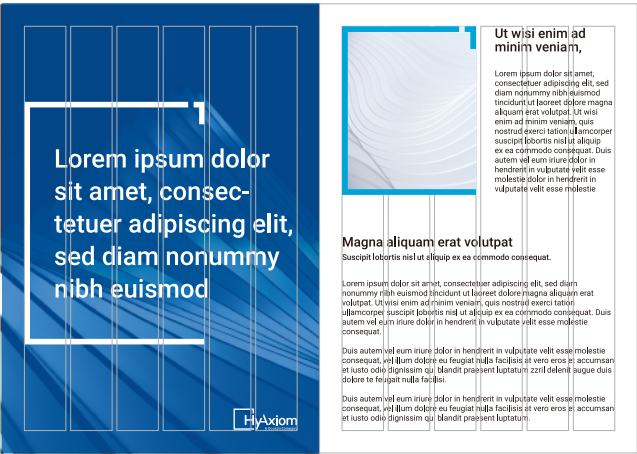 Lorem ipsum dolor
sit amet, consec-
tetuer adipiscing elit,
sed diam nonummy
nibh euismod
HyAxiom
A Doosan Company
Ut wisi enim ad
minim veniam,
Lorem ipsum dolor sit amet,
consectetuer adipiscing elit, sed
diam nonummy nibh euismod
tincidunt ut laoreet dolore magna
aliquam erat volutpat. Ut wisi
enim ad minim veniam, quis
nostrud exerci tation ullamcorper
suscipit lobortis nisl ut aliquip
ex ea commodo consequat. Duis
autem vel eum iriure dolor in
hendrerit in vulputate velit esse
molestie dolor in hendrerit in
vulputate velit esse molestie
Magna aliquam erat volutpat
Suscipit lobortis nisl ut aliquip ex ea commodo consequat.
Lorem ipsum dolor sit amet, consectetuer adipiscing elit, sed diam
nonummy nibh euismod tincidunt ut laoreet dolore magna aliquam erat
volutpat. Ut wisi enim ad minim veniam, quis nostrud exerci tation
ullamcorper suscipit lobortis nisl ut aliquip ex ea commodo consequat. Duis
autem vel eum iriure dolor in hendrerit in vulputate velit esse molestie
consequat.
Duis autem vel eum iriure dolor in hendrerit in vulputate velit esse molestie
consequat, vel illum dolore eu feugiat nulla facilisis at vero eros et accumsan
et iusto odio dignissim qui blandit praesent luptatum zzril delenit augue duis
dolore te feugait nulla facilisi.
Duis autem vel eum iriure dolor in hendrerit in vulputate velit esse molestie
consequat, vel illum dolore eu feugiat nulla facilisis at vero eros et accumsan
et iusto odio dignissim qui blandit praesent luptatum.